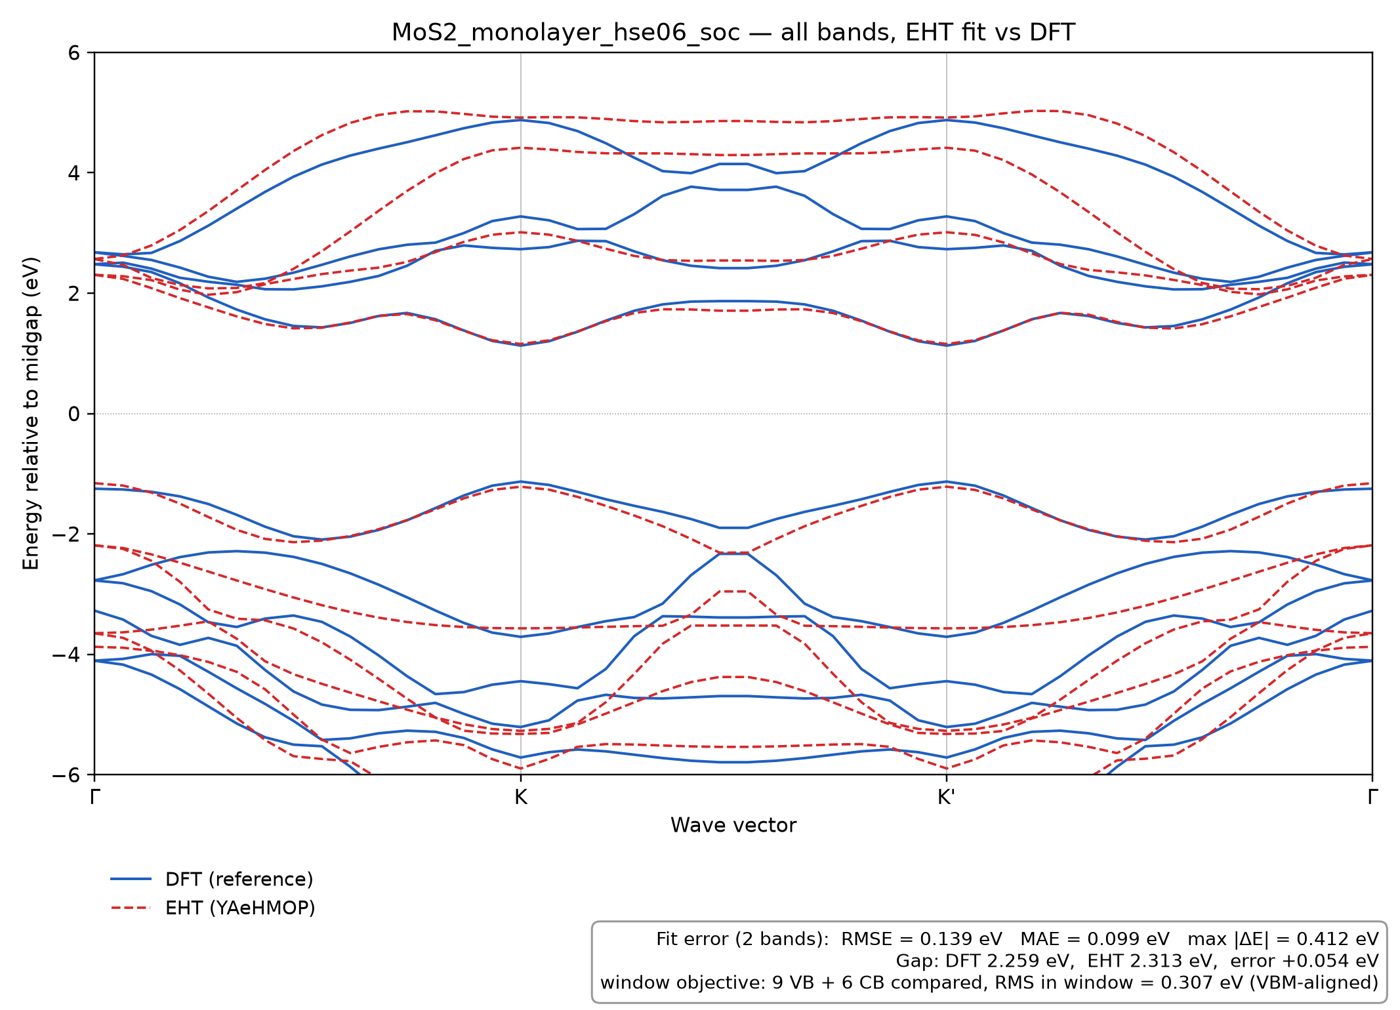 MoS2_monolayer_hse06_soc — all bands, EHT fit vs DFT
Energy relative to midgap (eV)
6
4
2
0
−2
−4
−6
Γ K K' Γ
Wave vector
DFT (reference)
EHT (YAeHMOP)
Fit error (2 bands): RMSE = 0.139 eV MAE = 0.099 eV max |ΔE| = 0.412 eV
Gap: DFT 2.259 eV, EHT 2.313 eV, error +0.054 eV
window objective: 9 VB + 6 CB compared, RMS in window = 0.307 eV (VBM-aligned)